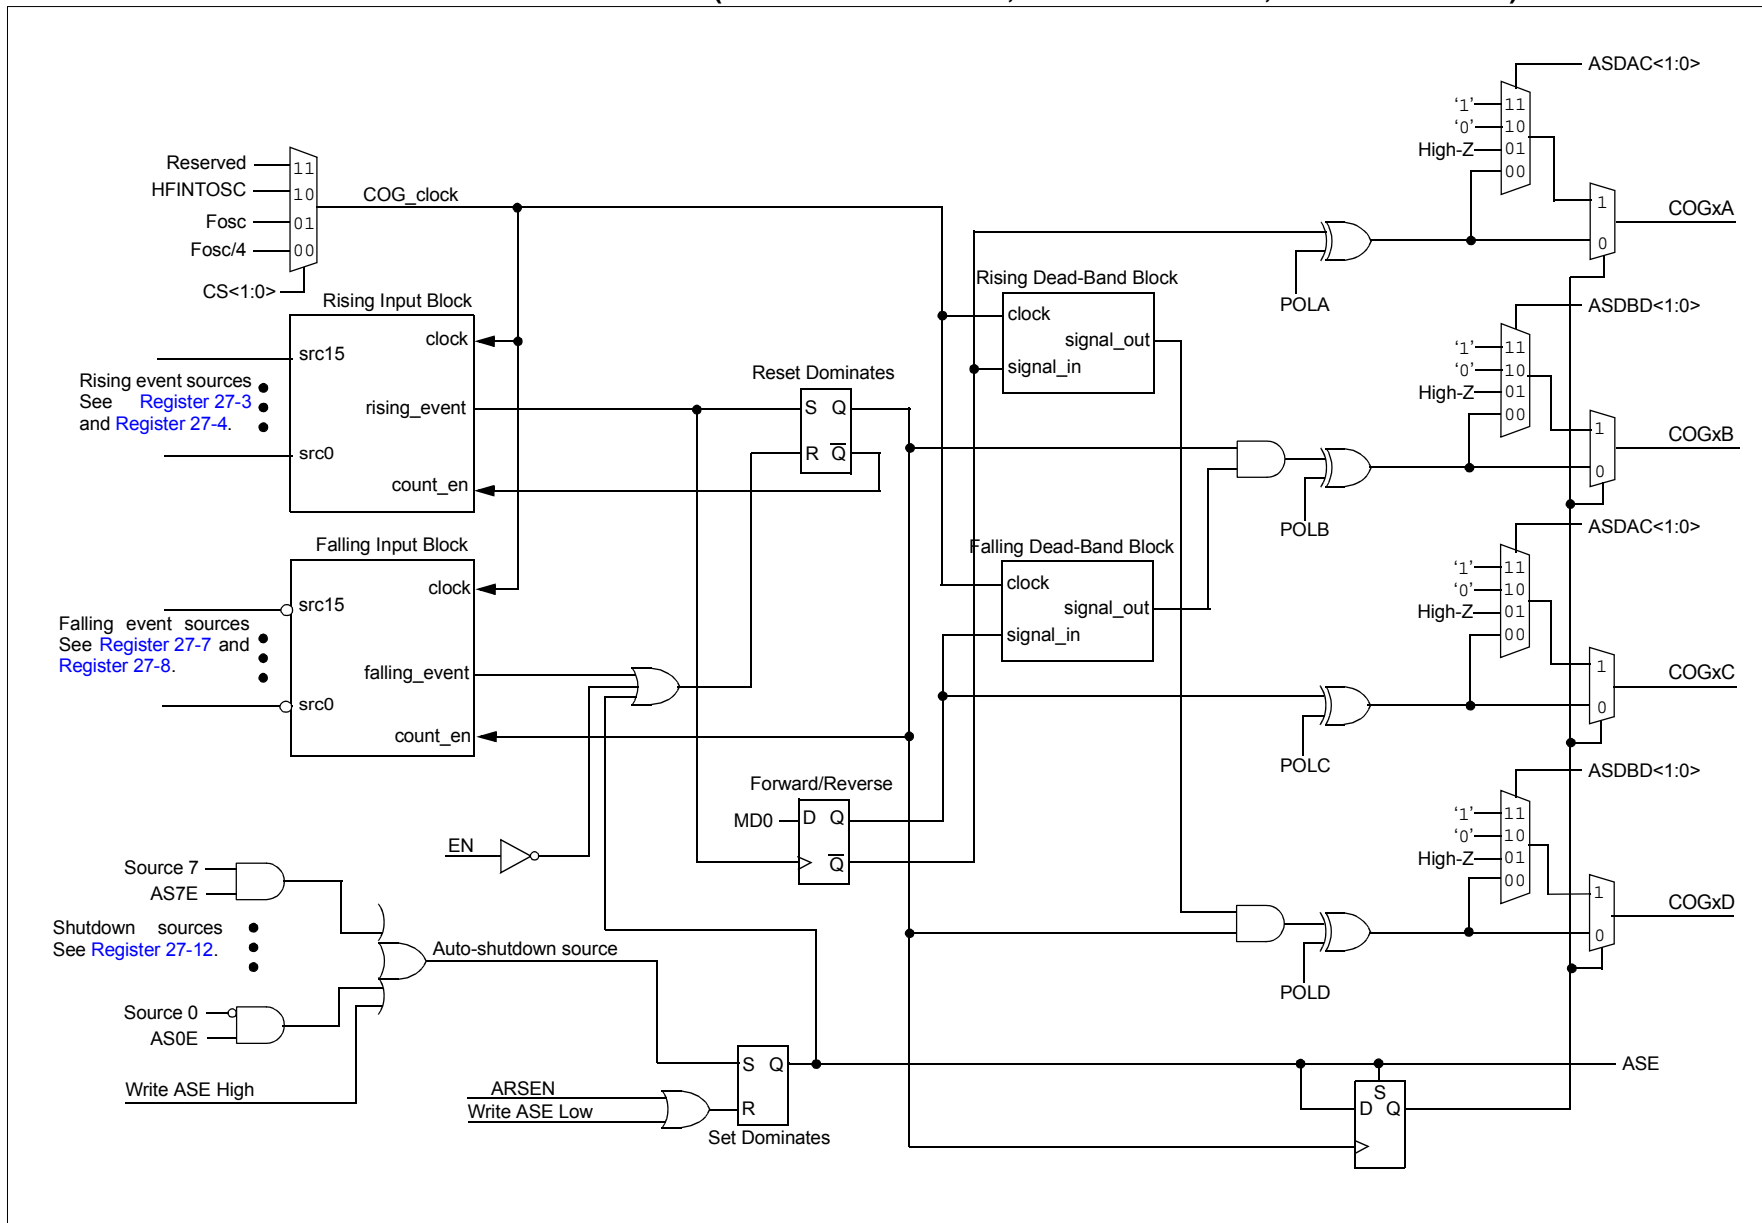 ASDAC<1:0>
‘1’ 11
‘0’ 10
High-Z 01
00
1
0
COGxA
POLA
Reserved 11
HFINTOSC 10
Fosc 01
Fosc/4 00
CS<1:0>
COG_clock
Rising Input Block
clock
src15
rising_event
src0
count_en
Rising event sources
See Register 27-3
and Register 27-4.
Reset Dominates
S Q
R Q
Rising Dead-Band Block
clock
signal_out
signal_in
ASDBD<1:0>
‘1’ 11
‘0’ 10
High-Z 01
00
1
0
COGxB
POLB
Falling Input Block
clock
src15
falling_event
src0
count_en
Falling event sources
See Register 27-7 and
Register 27-8.
Falling Dead-Band Block
clock
signal_out
signal_in
ASDAC<1:0>
‘1’ 11
‘0’ 10
High-Z 01
00
1
0
COGxC
POLC
Forward/Reverse
MD0 D Q
Q
EN
ASDBD<1:0>
‘1’ 11
‘0’ 10
High-Z 01
00
1
0
COGxD
POLD
Source 7
AS7E
Shutdown sources
See Register 27-12.
Source 0
AS0E
Write ASE High
Auto-shutdown source
ARSEN
Write ASE Low
S Q
R
Set Dominates
ASE
S
D Q